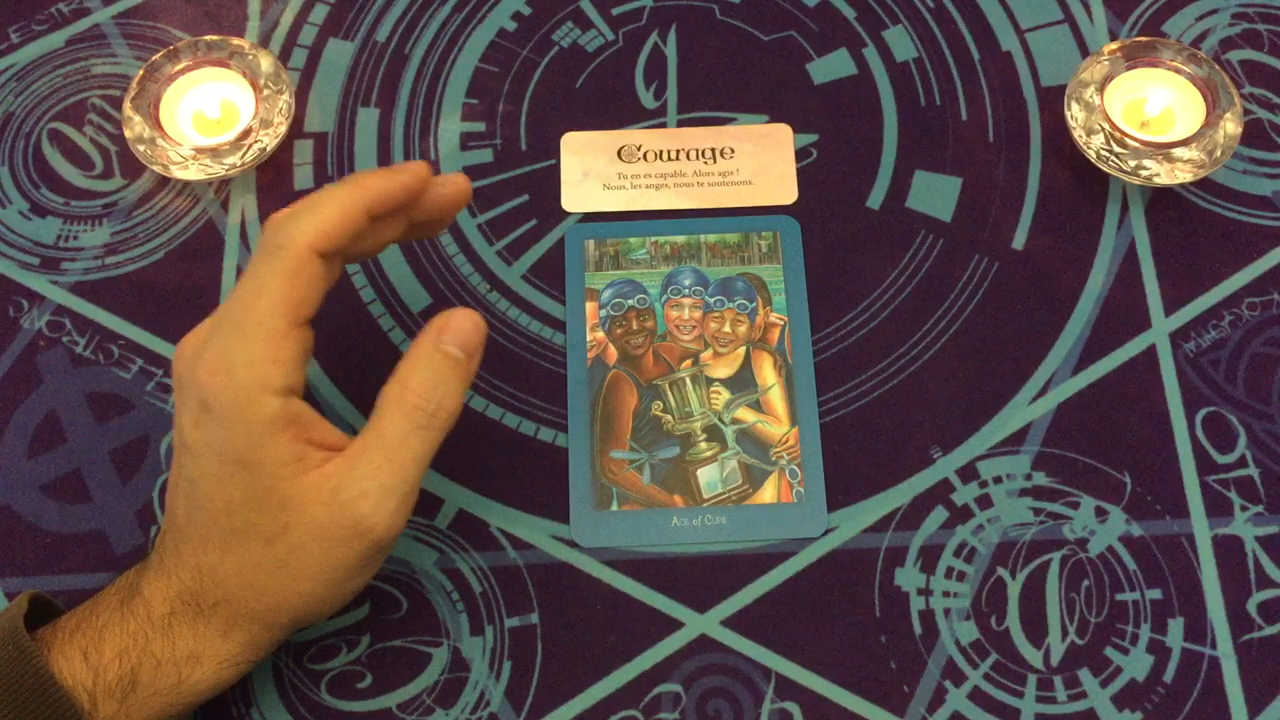 Courage
Tu en es capable. Alors agis !
Nous, les anges, nous te soutenons.
Ace of Cups